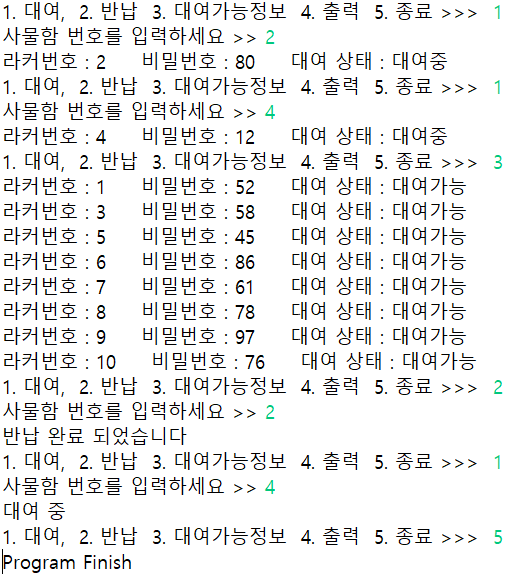 1. 대여, 2. 반납 3. 대여가능정보 4. 출력 5. 종료 >>> 1
사물함 번호를 입력하세요 >> 2
라커번호 : 2 비밀번호 : 80 대여 상태 : 대여중
1. 대여, 2. 반납 3. 대여가능정보 4. 출력 5. 종료 >>> 1
사물함 번호를 입력하세요 >> 4
라커번호 : 4 비밀번호 : 12 대여 상태 : 대여중
1. 대여, 2. 반납 3. 대여가능정보 4. 출력 5. 종료 >>> 3
라커번호 : 1 비밀번호 : 52 대여 상태 : 대여가능
라커번호 : 3 비밀번호 : 58 대여 상태 : 대여가능
라커번호 : 5 비밀번호 : 45 대여 상태 : 대여가능
라커번호 : 6 비밀번호 : 86 대여 상태 : 대여가능
라커번호 : 7 비밀번호 : 61 대여 상태 : 대여가능
라커번호 : 8 비밀번호 : 78 대여 상태 : 대여가능
라커번호 : 9 비밀번호 : 97 대여 상태 : 대여가능
라커번호 : 10 비밀번호 : 76 대여 상태 : 대여가능
1. 대여, 2. 반납 3. 대여가능정보 4. 출력 5. 종료 >>> 2
사물함 번호를 입력하세요 >> 2
반납 완료 되었습니다
1. 대여, 2. 반납 3. 대여가능정보 4. 출력 5. 종료 >>> 1
사물함 번호를 입력하세요 >> 4
대여 중
1. 대여, 2. 반납 3. 대여가능정보 4. 출력 5. 종료 >>> 5
Program Finish